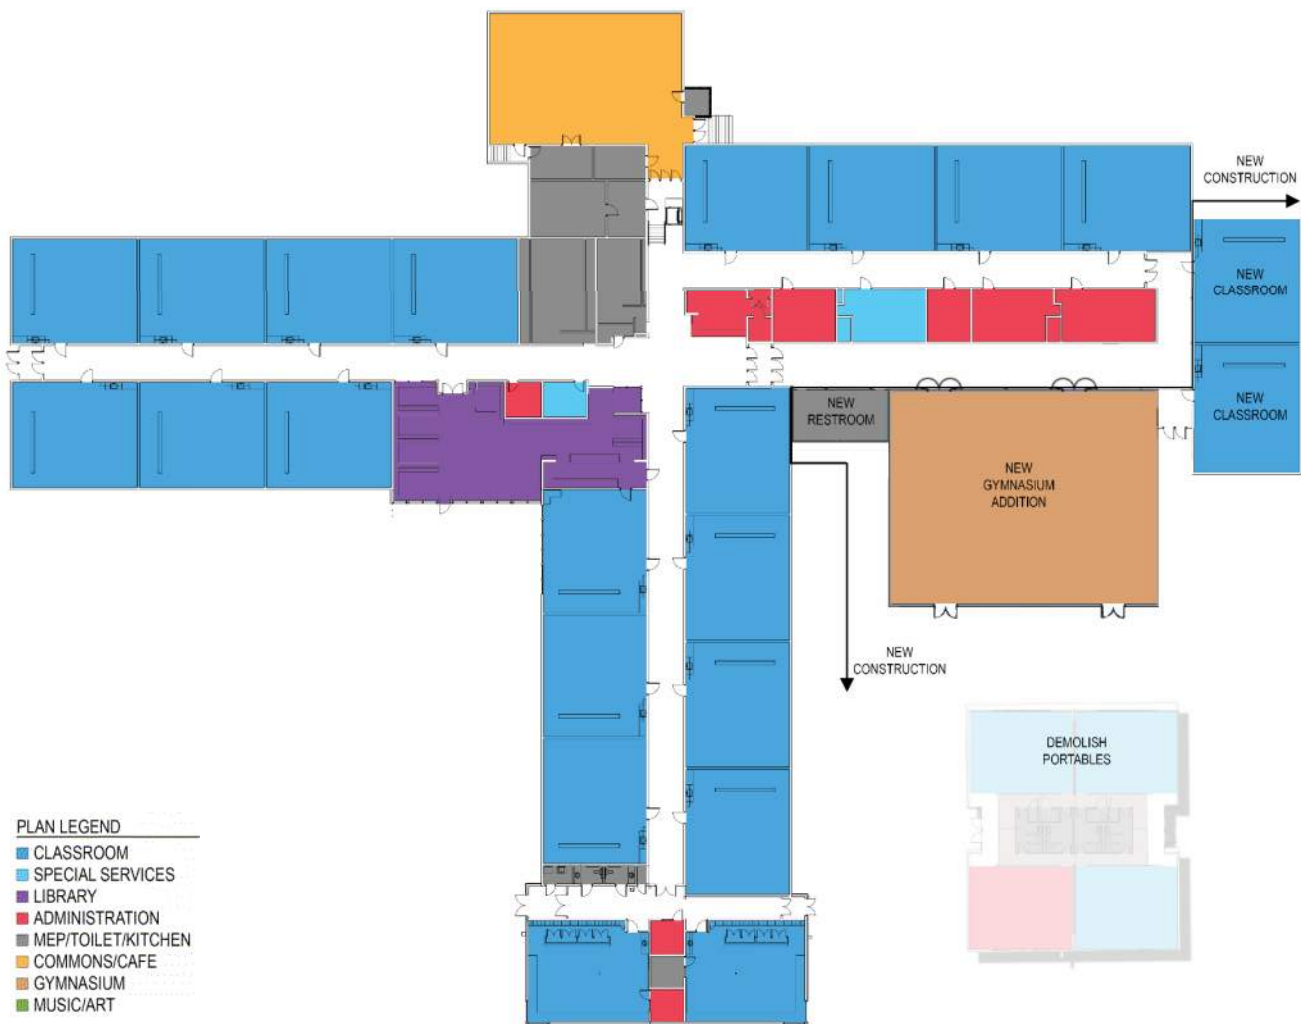 NEW
CONSTRUCTION
NEW
CLASSROOM
NEW
CLASSROOM
NEW
RESTROOM
NEW
GYMNASIUM
ADDITION
NEW
CONSTRUCTION
DEMOLISH
PORTABLES
PLAN LEGEND
CLASSROOM
SPECIAL SERVICES
LIBRARY
ADMINISTRATION
MEP/TOILET/KITCHEN
COMMONS/CAFE
GYMNASIUM
MUSIC/ART